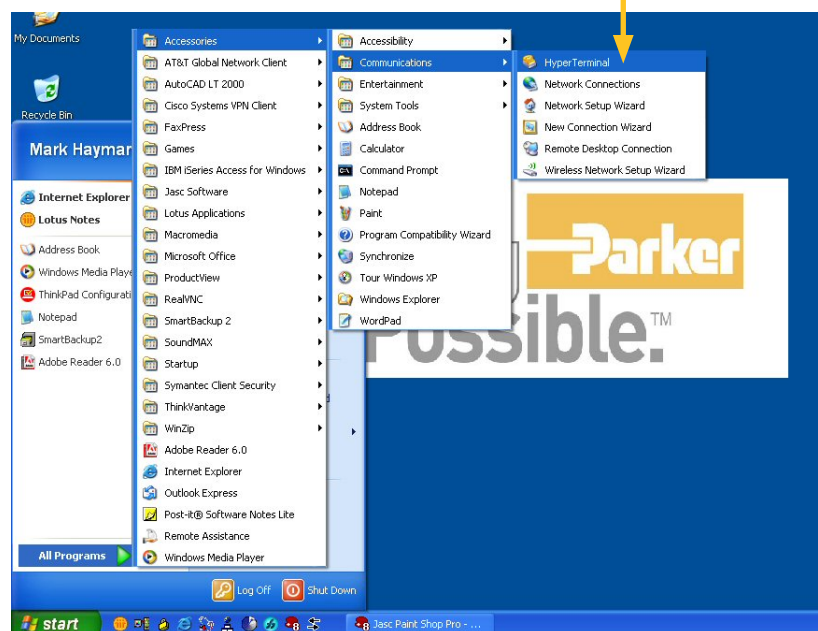 My Documents
Recycle Bin
Mark Haymar
Internet Explorer
Lotus Notes
Address Book
Windows Media Playe
ThinkPad Configurati
Notepad
SmartBackup2
Adobe Reader 6.0
All Programs
Accessories
AT&T Global Network Client
AutoCAD LT 2000
Cisco Systems VPN Client
FaxPress
Games
IBM iSeries Access for Windows
Jasc Software
Lotus Applications
Macromedia
Microsoft Office
ProductView
RealVNC
SmartBackup 2
SoundMAX
Startup
Symantec Client Security
ThinkVantage
WinZip
Adobe Reader 6.0
Internet Explorer
Outlook Express
Post-it® Software Notes Lite
Remote Assistance
Windows Media Player
Accessibility
Communications
Entertainment
System Tools
Address Book
Calculator
Command Prompt
Notepad
Paint
Program Compatibility Wizard
Synchronize
Tour Windows XP
Windows Explorer
WordPad
HyperTerminal
Network Connections
Network Setup Wizard
New Connection Wizard
Remote Desktop Connection
Wireless Network Setup Wizard
Parker
Possible.™
Log Off
Shut Down
start
Jasc Paint Shop Pro - ...